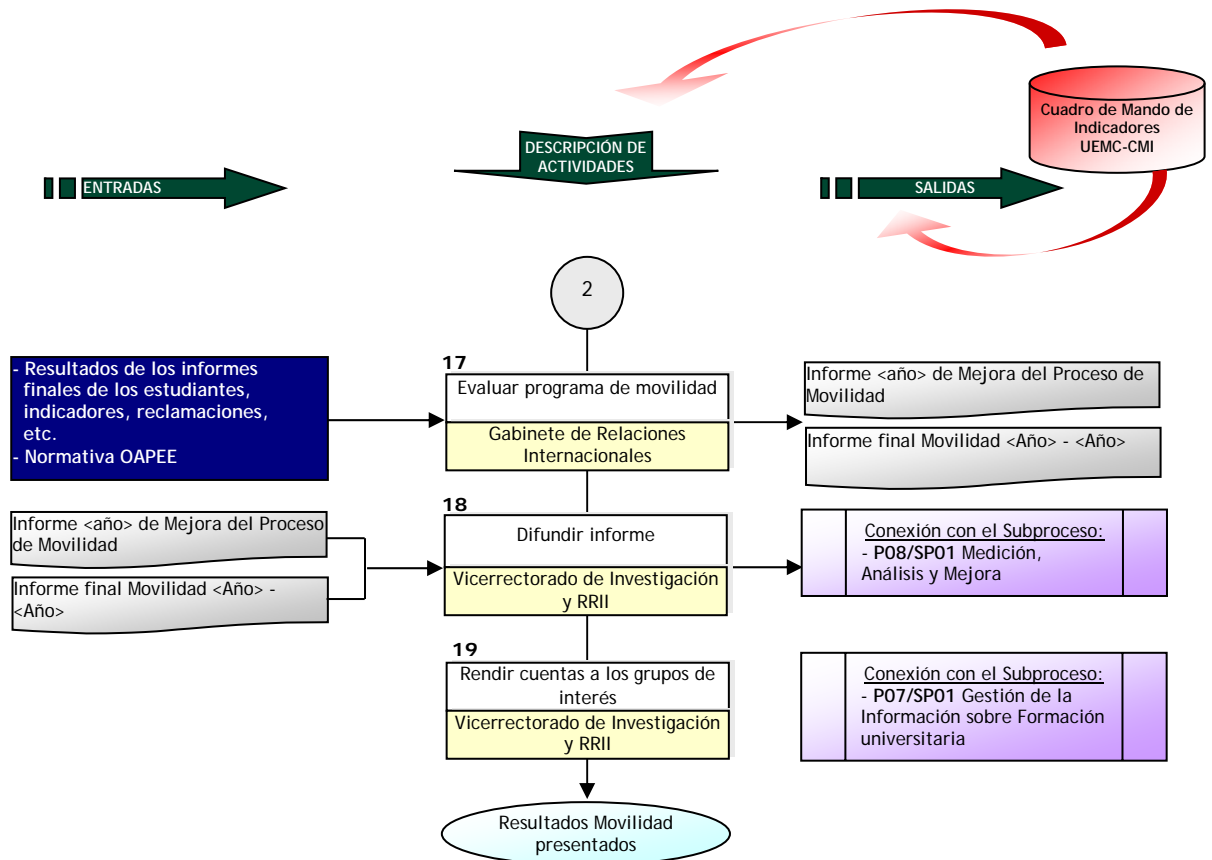 Cuadro de Mando de
Indicadores
UEMC-CMI
DESCRIPCIÓN DE
ACTIVIDADES
ENTRADAS
SALIDAS
2
- Resultados de los informes
finales de los estudiantes,
indicadores, reclamaciones,
etc.
- Normativa OAPEE
17
Evaluar programa de movilidad
Gabinete de Relaciones
Internacionales
Informe <año> de Mejora del Proceso de
Movilidad
Informe final Movilidad <Año> - <Año>
Informe <año> de Mejora del Proceso
de Movilidad
Informe final Movilidad <Año> -
<Año>
18
Difundir informe
Vicerrectorado de Investigación
y RRII
Conexión con el Subproceso:
- P08/SP01 Medición,
Análisis y Mejora
19
Rendir cuentas a los grupos de
interés
Vicerrectorado de Investigación
y RRII
Conexión con el Subproceso:
- P07/SP01 Gestión de la
Información sobre Formación
universitaria
Resultados Movilidad
presentados